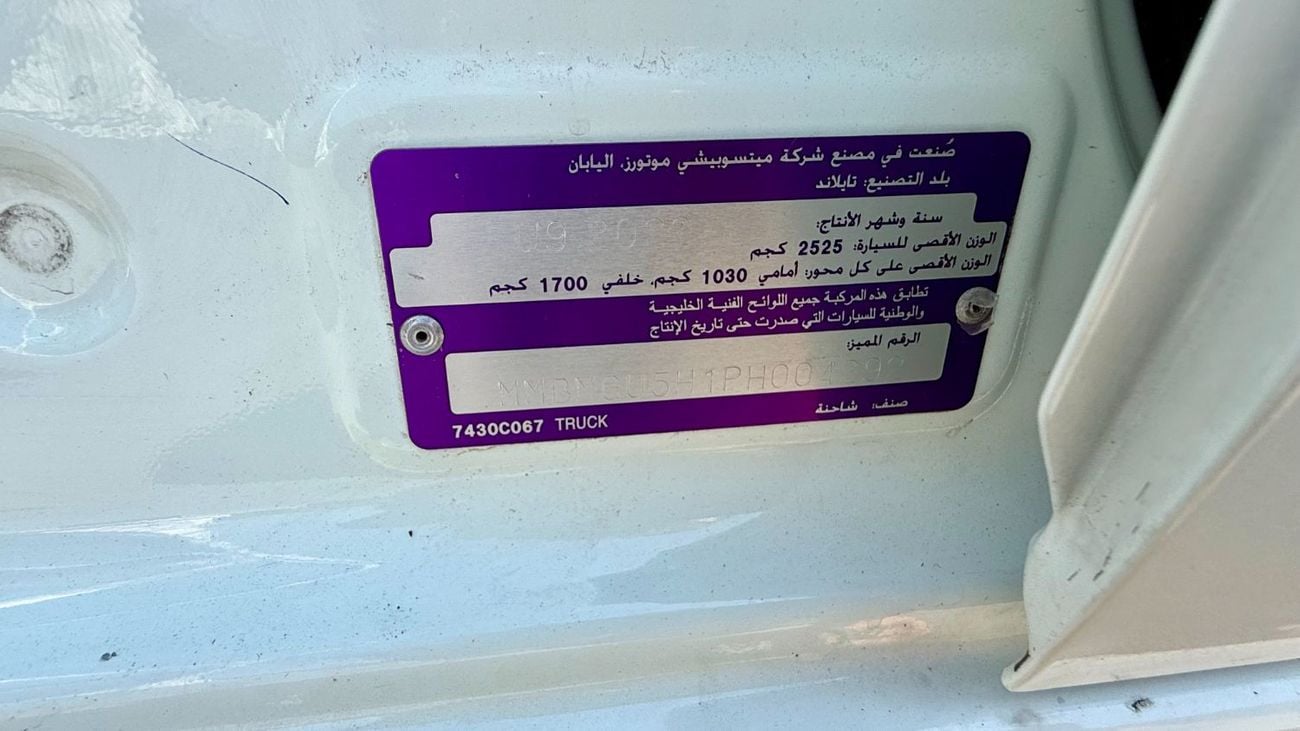 صُنعت في مصنع شركة ميتسوبيشي موتورز، اليابان
بلد التصنيع: تايلاند
سنة وشهر الأنتاج:
الوزن الأقصى للسيارة: 2525 كجم
الوزن الأقصى على كل محور: أمامي 1030 كجم، خلفي 1700 كجم
تطابق هذه المركبة جميع اللوائح الفنية الخليجية
والوطنية للسيارات التي صدرت حتى تاريخ الإنتاج
الرقم المميز:
صنف: شاحنة
7430C067 TRUCK